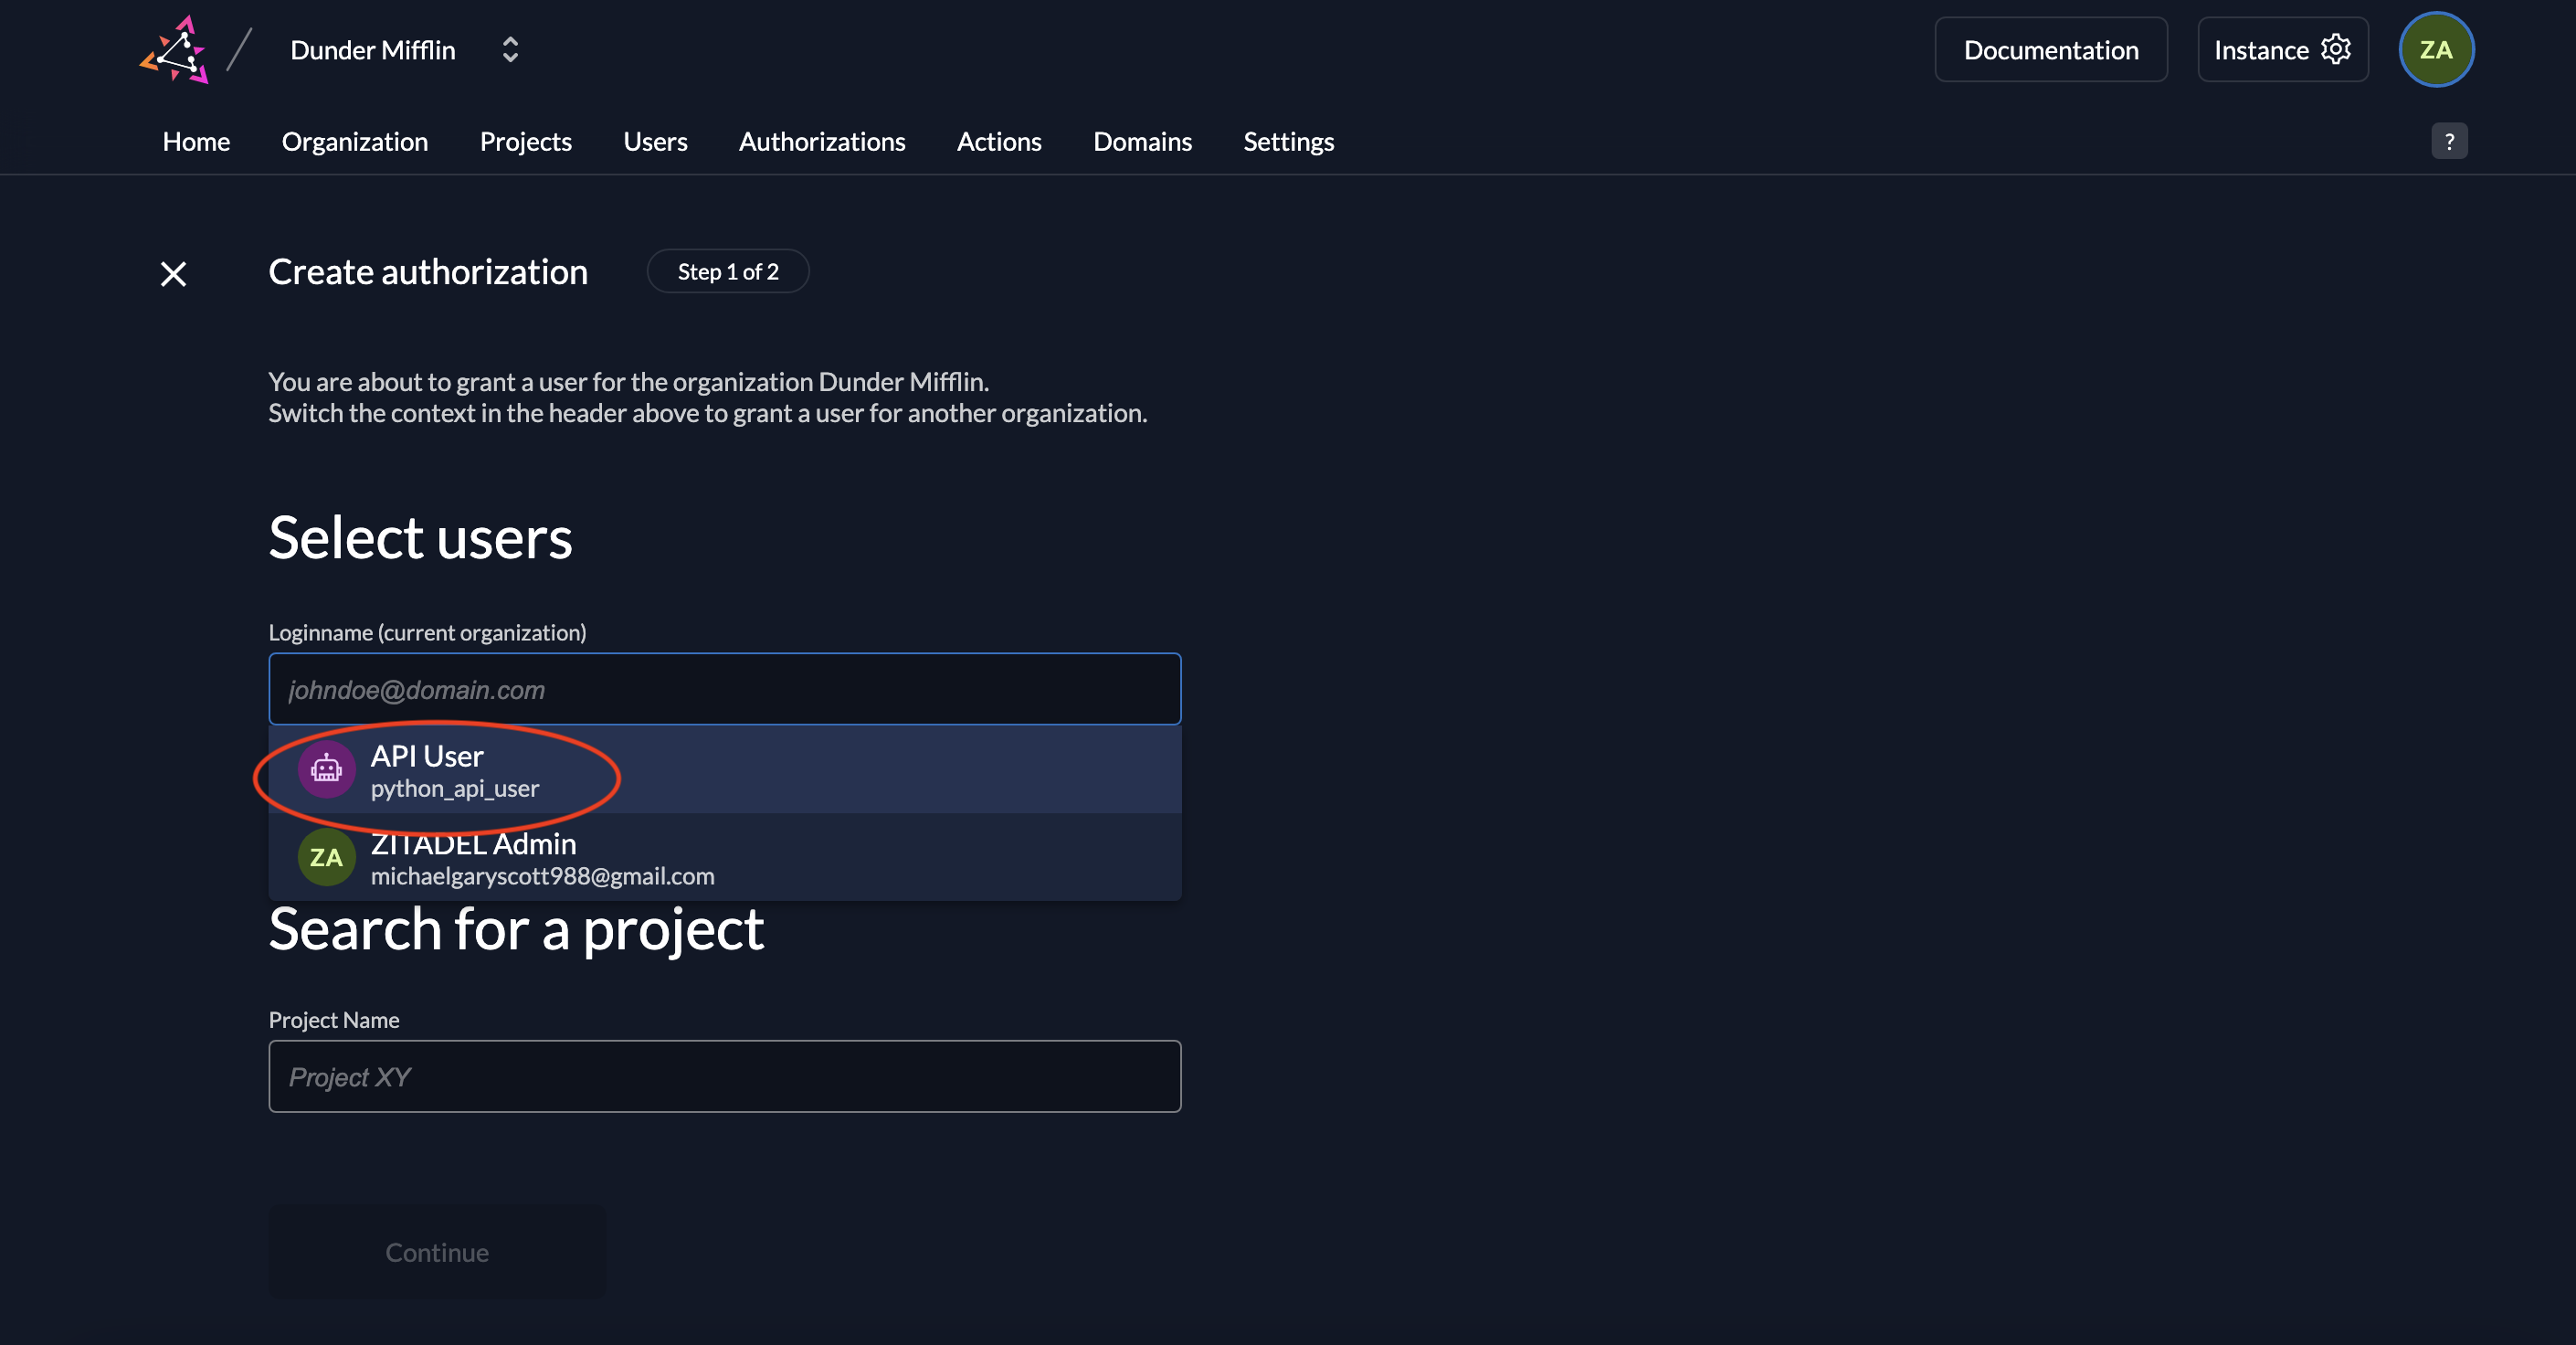 Dunder Mifflin
Documentation
Instance
ZA
Home
Organization
Projects
Users
Authorizations
Actions
Domains
Settings
?
Create authorization
Step 1 of 2
You are about to grant a user for the organization Dunder Mifflin.
Switch the context in the header above to grant a user for another organization.
Select users
Loginname (current organization)
johndoe@domain.com
API User
python_api_user
ZA
ZITADEL Admin
michaelgaryscott988@gmail.com
Search for a project
Project Name
Project XY
Continue